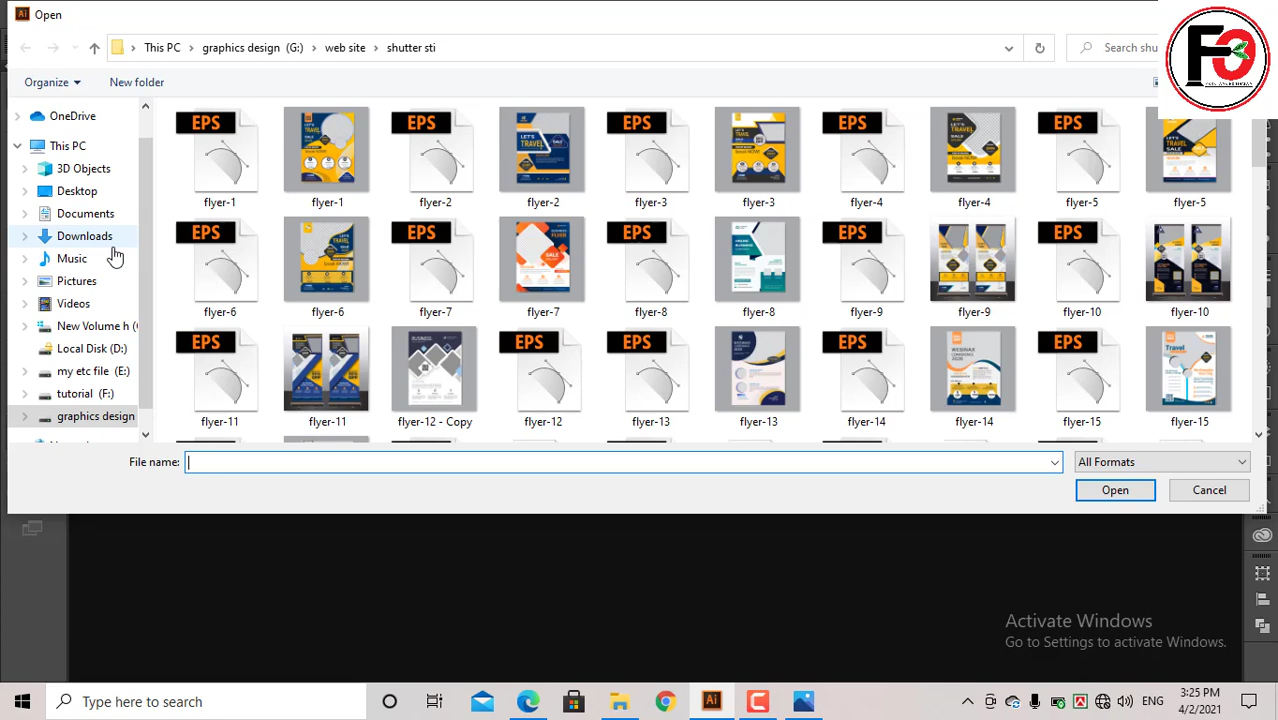 Ai Open
This PC > graphics design (G:) > web site > shutter sti
Search shu
FO
Organize New folder
OneDrive
This PC
3D Objects
Desktop
Documents
Downloads
Music
Pictures
Videos
New Volume h (
Local Disk (D:)
my etc file (E:)
tutorial (F:)
graphics design
EPS EPS EPS EPS EPS
flyer-1 flyer-1 flyer-2 flyer-2 flyer-3 flyer-3 flyer-4 flyer-4 flyer-5 flyer-5
EPS EPS EPS EPS EPS
flyer-6 flyer-6 flyer-7 flyer-7 flyer-8 flyer-8 flyer-9 flyer-9 flyer-10 flyer-10
EPS EPS EPS EPS EPS
flyer-11 flyer-11 flyer-12 - Copy flyer-12 flyer-13 flyer-13 flyer-14 flyer-14 flyer-15 flyer-15
File name: All Formats
Open Cancel
Activate Windows
Go to Settings to activate Windows.
Type here to search
Ai
ENG
3:25 PM
4/2/2021